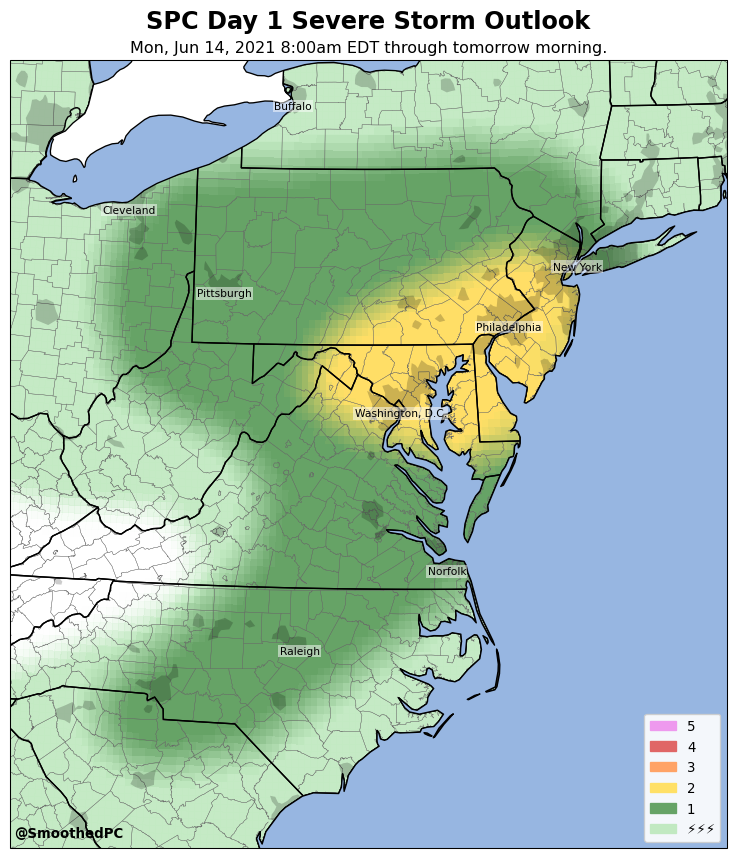 SPC Day 1 Severe Storm Outlook
Mon, Jun 14, 2021 8:00am EDT through tomorrow morning.
Buffalo
Cleveland
New York
Pittsburgh
Philadelphia
Washington, D.C.
Norfolk
Raleigh
5
4
3
2
1
⚡⚡⚡
@SmoothedPC